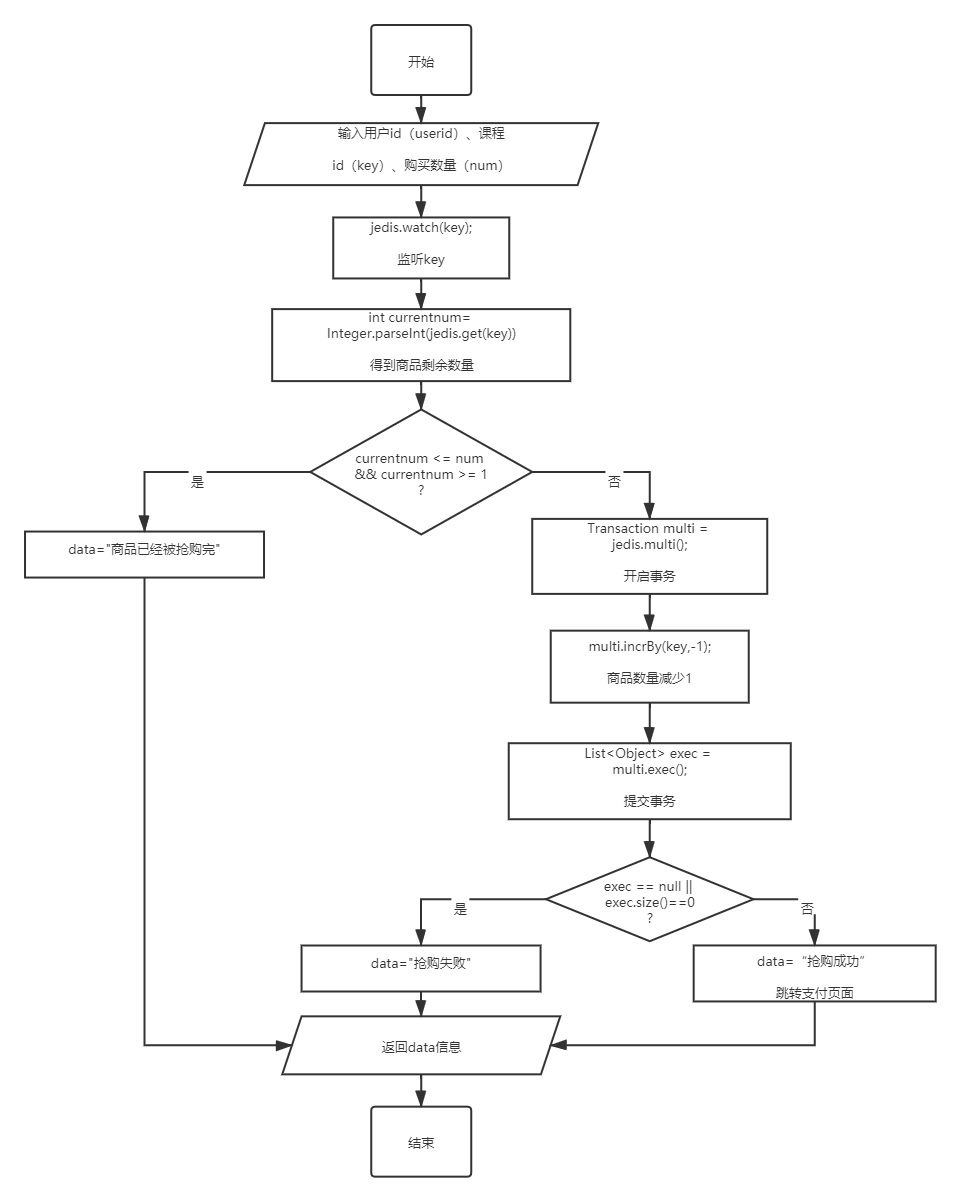 开始
输入用户id（userid）、课程
id（key）、购买数量（num）
jedis.watch(key);
监听key
int currentnum=
Integer.parseInt(jedis.get(key))
得到商品剩余数量
currentnum <= num
&& currentnum >= 1
?
是
否
data="商品已经被抢购完"
Transaction multi =
jedis.multi();
开启事务
multi.incrBy(key,-1);
商品数量减少1
List<Object> exec =
multi.exec();
提交事务
exec == null ||
exec.size()==0
?
是
否
data="抢购失败"
data=“抢购成功”
跳转支付页面
返回data信息
结束